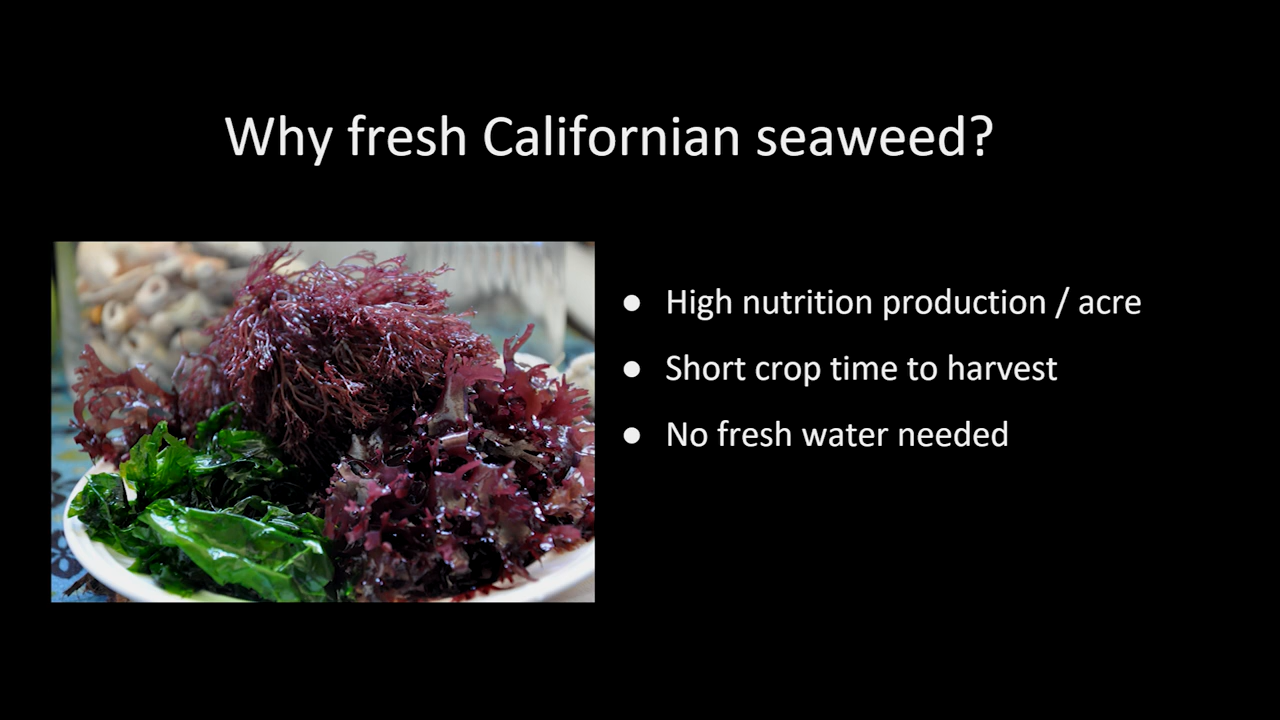 Why fresh Californian seaweed?
● High nutrition production / acre
● Short crop time to harvest
● No fresh water needed